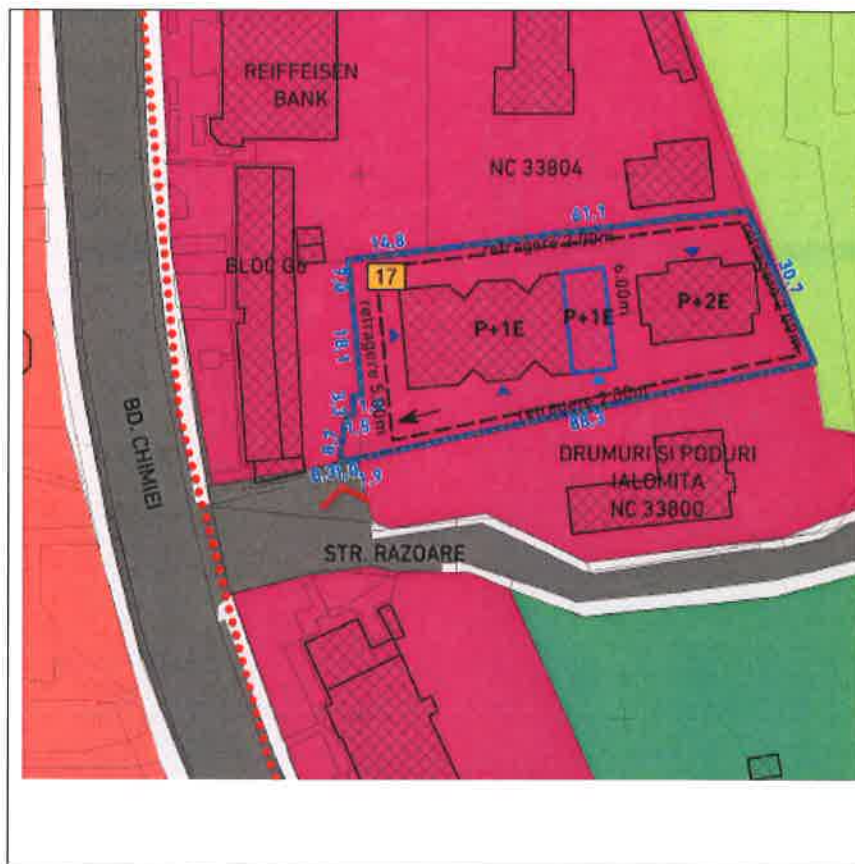 REIFFEISEN
BANK
NC 33804
61,1
14,8
retragere 2.00m
BLOC G6
17
30,7
6.00m
P+1E
P+1E
P+2E
18,1
retragere 5.00m
retragere 2.00m
88,5
BD. CHIMIEI
DRUMURI SI PODURI
IALOMITA
NC 33800
STR. RAZOARE